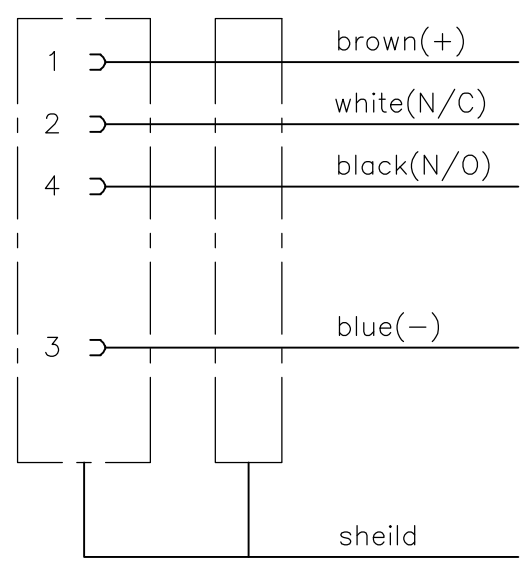 1 brown(+)
2 white(N/C)
4 black(N/O)
3 blue(-)
sheild